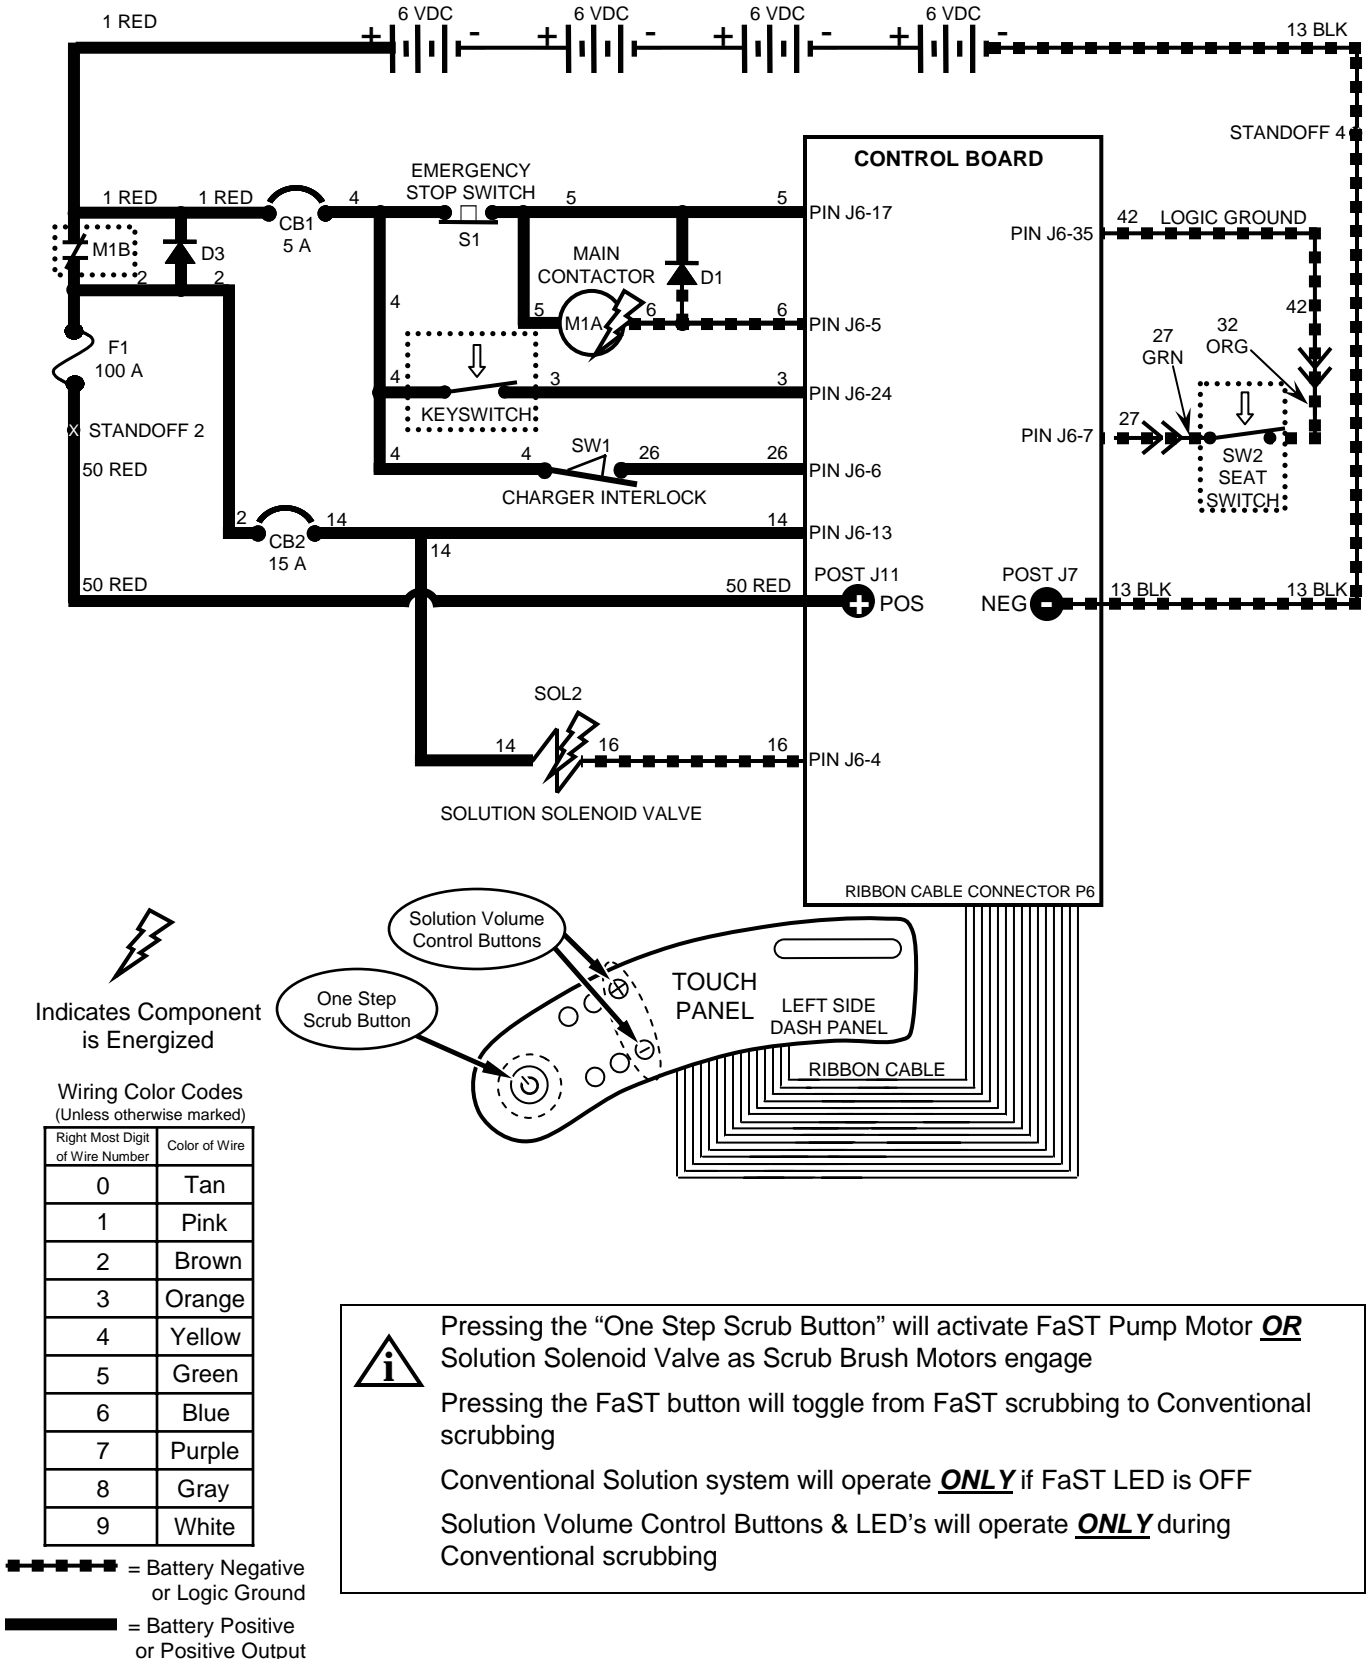 1 RED
6 VDC
6 VDC
6 VDC
6 VDC
13 BLK
+ - + - + - + -
STANDOFF 4
CONTROL BOARD
EMERGENCY
STOP SWITCH
1 RED
1 RED
CB1
5 A
4
S1
5
5
PIN J6-17
42
LOGIC GROUND
PIN J6-35
M1B
D3
2
2
MAIN
CONTACTOR
D1
4
5
M1A
6
6
PIN J6-5
42
27
GRN
32
ORG
F1
100 A
4
KEYSWITCH
3
3
PIN J6-24
STANDOFF 2
50 RED
4
4
SW1
26
26
PIN J6-6
CHARGER INTERLOCK
PIN J6-7
27
SW2
SEAT
SWITCH
2
CB2
15 A
14
14
14
PIN J6-13
50 RED
50 RED
POST J11
+ POS
POST J7
NEG -
13 BLK
13 BLK
SOL2
14
16
16
PIN J6-4
SOLUTION SOLENOID VALVE
RIBBON CABLE CONNECTOR P6
Solution Volume
Control Buttons
One Step
Scrub Button
TOUCH
PANEL
LEFT SIDE
DASH PANEL
RIBBON CABLE
Indicates Component
is Energized
Wiring Color Codes
(Unless otherwise marked)
Right Most Digit
of Wire Number
Color of Wire
0 Tan
1 Pink
2 Brown
3 Orange
4 Yellow
5 Green
6 Blue
7 Purple
8 Gray
9 White
= Battery Negative
or Logic Ground
= Battery Positive
or Positive Output
i
Pressing the “One Step Scrub Button” will activate FaST Pump Motor OR
Solution Solenoid Valve as Scrub Brush Motors engage
Pressing the FaST button will toggle from FaST scrubbing to Conventional
scrubbing
Conventional Solution system will operate ONLY if FaST LED is OFF
Solution Volume Control Buttons & LED's will operate ONLY during
Conventional scrubbing